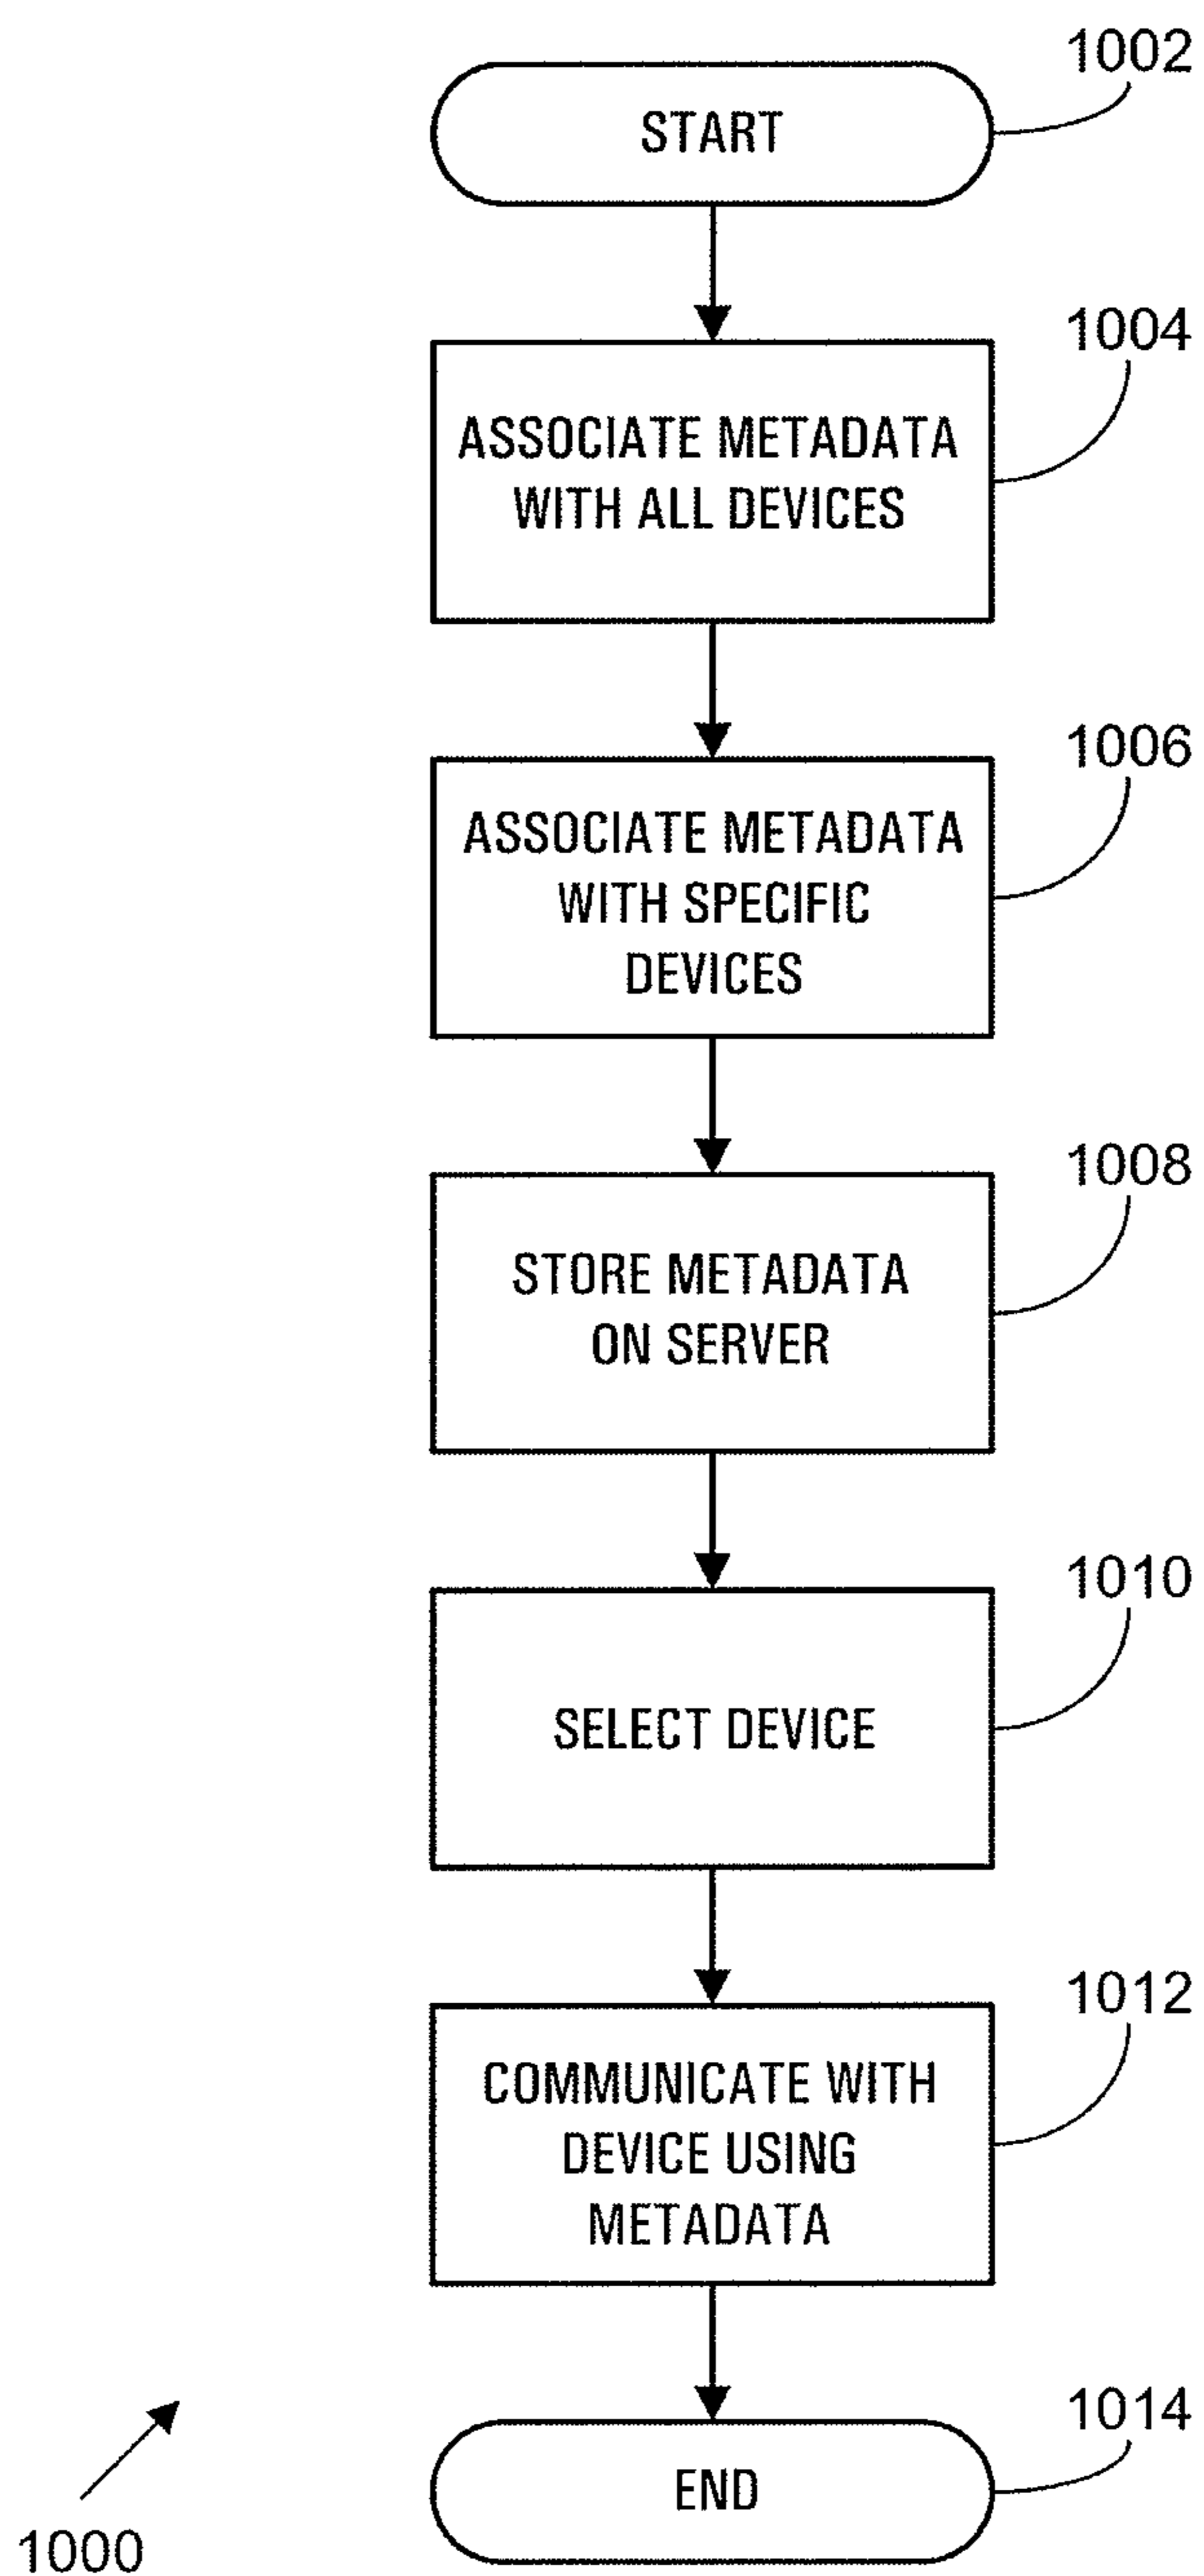 1002
START
1004
ASSOCIATE METADATA
WITH ALL DEVICES
1006
ASSOCIATE METADATA
WITH SPECIFIC
DEVICES
1008
STORE METADATA
ON SERVER
1010
SELECT DEVICE
1012
COMMUNICATE WITH
DEVICE USING
METADATA
1014
END
1000